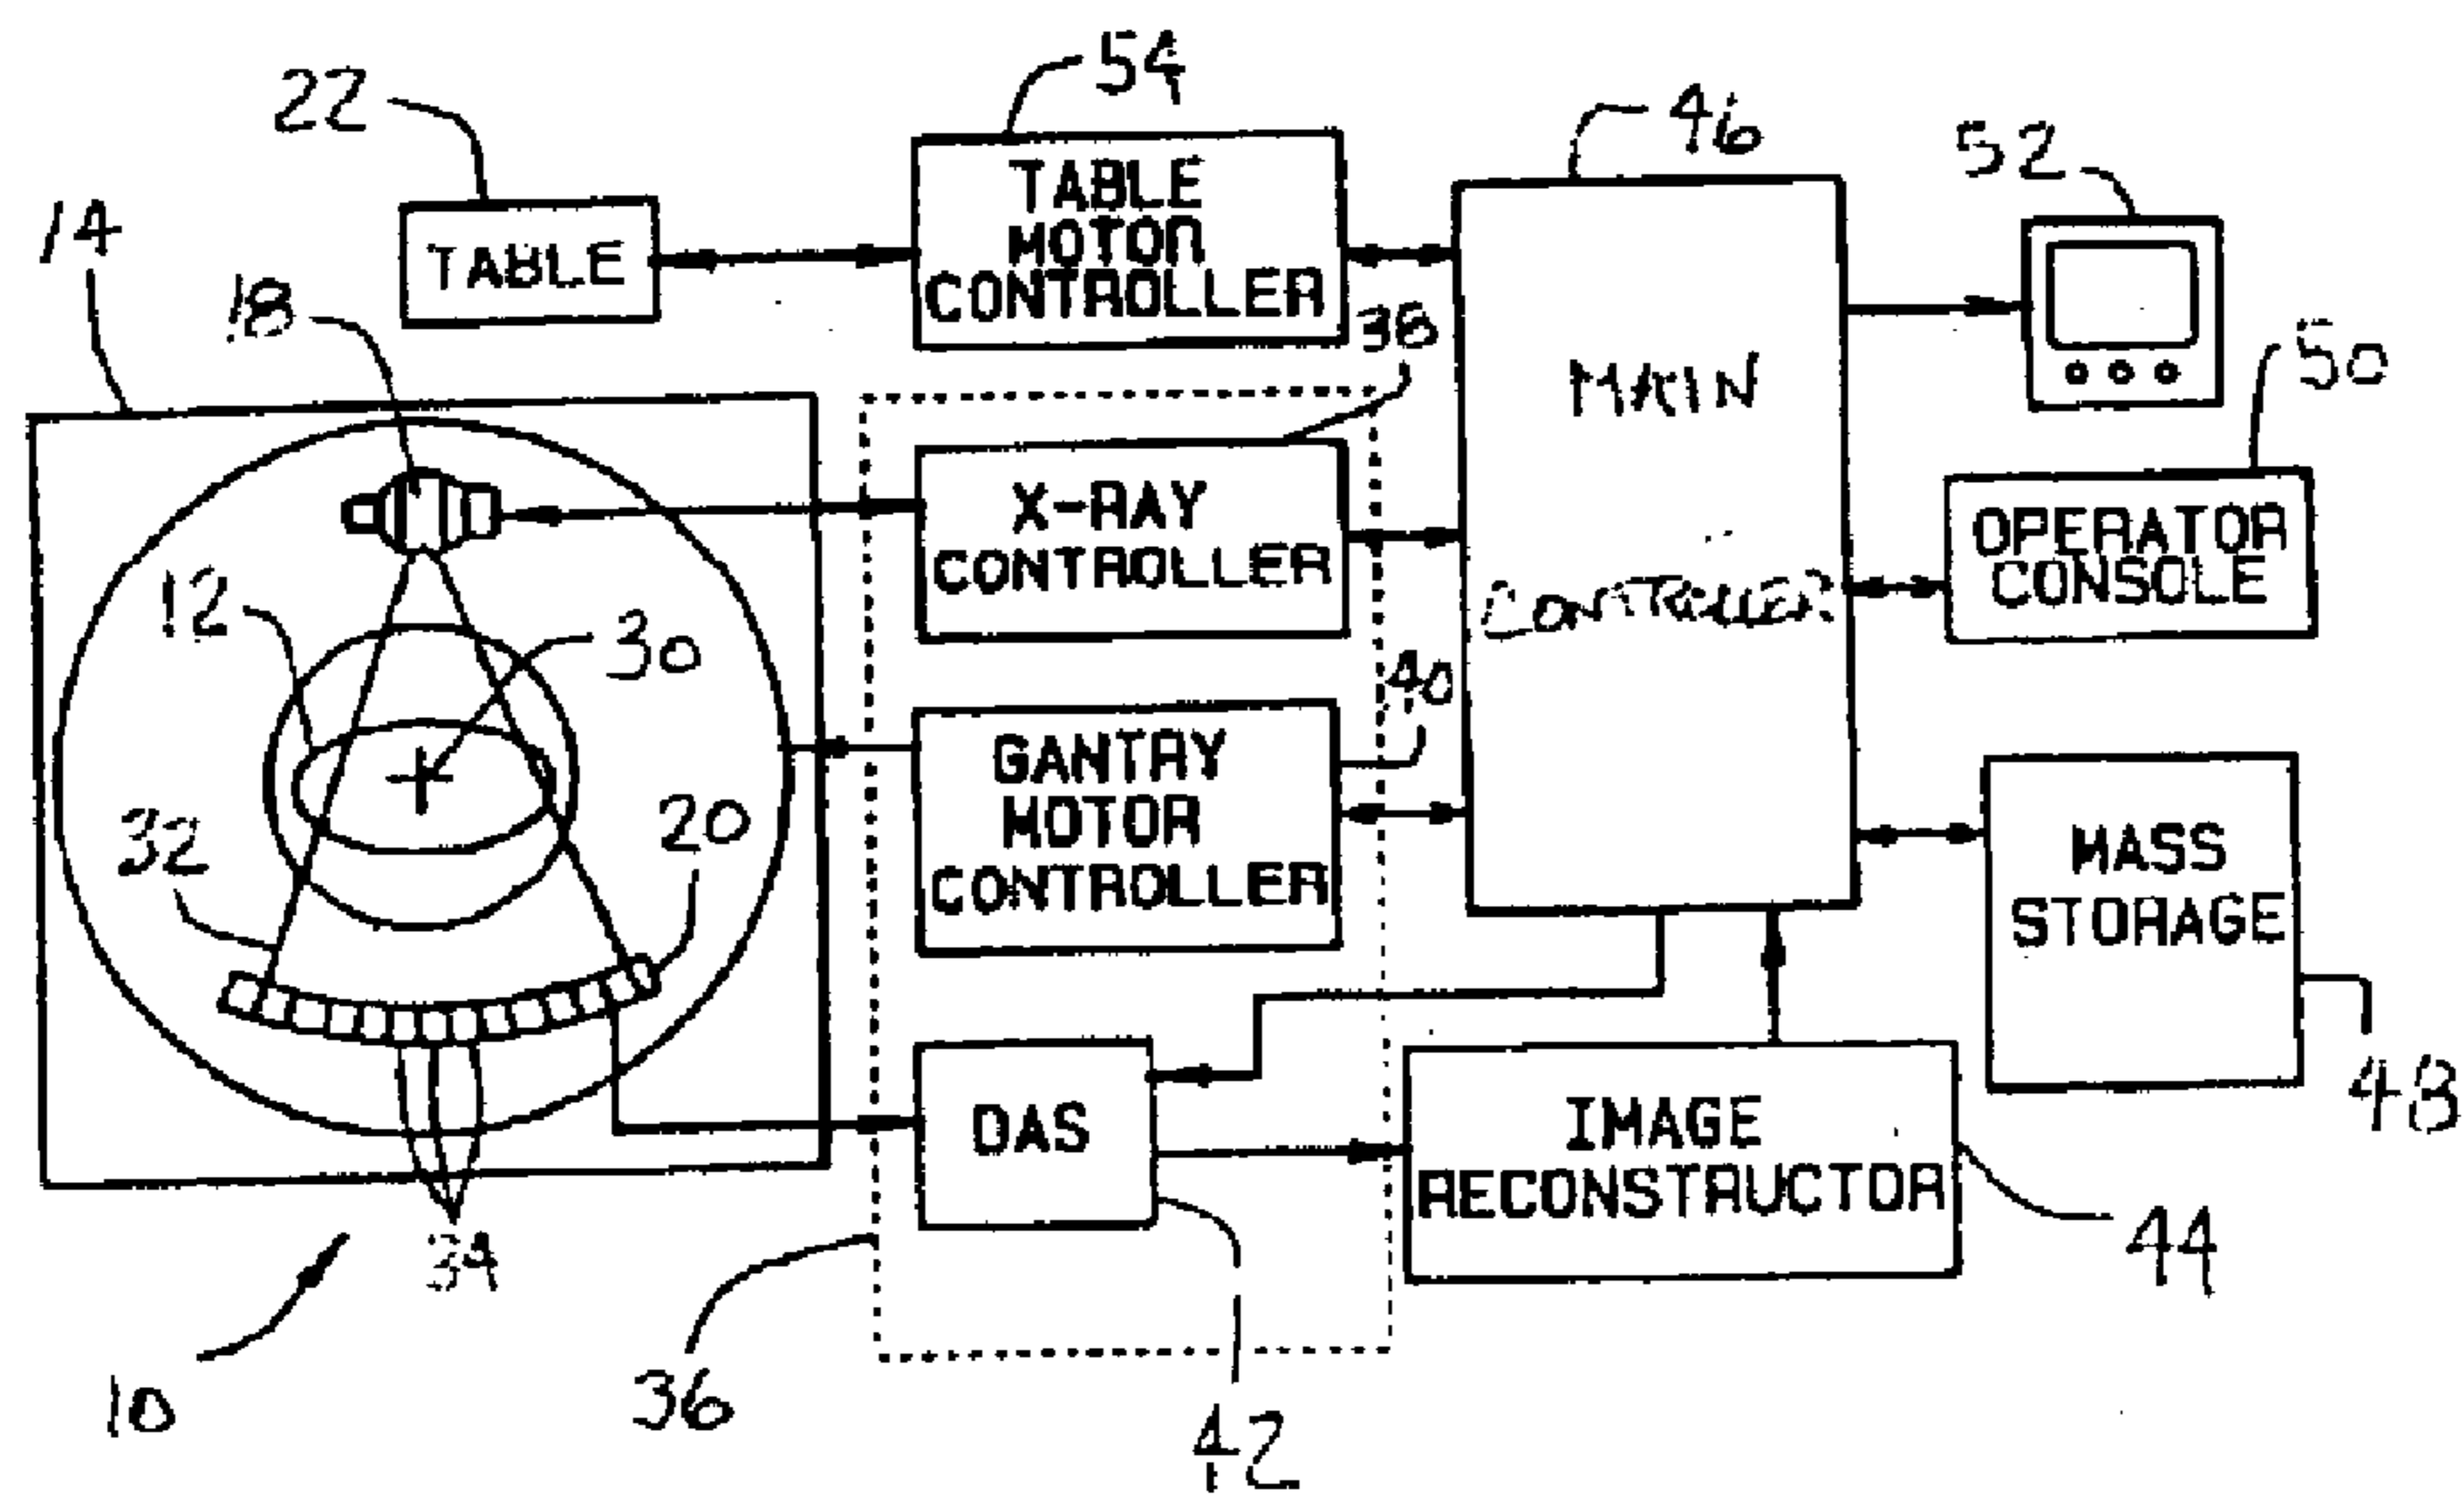 54
22
46
52
14
TABLE
MOTOR
CONTROLLER
TABLE
18
38
50
MAIN
X-RAY
CONTROLLER
OPERATOR
CONSOLE
CONTROLLER
12
30
40
GANTRY
MOTOR
CONTROLLER
20
32
MASS
STORAGE
48
DAS
IMAGE
RECONSTRUCTOR
44
34
10
36
42